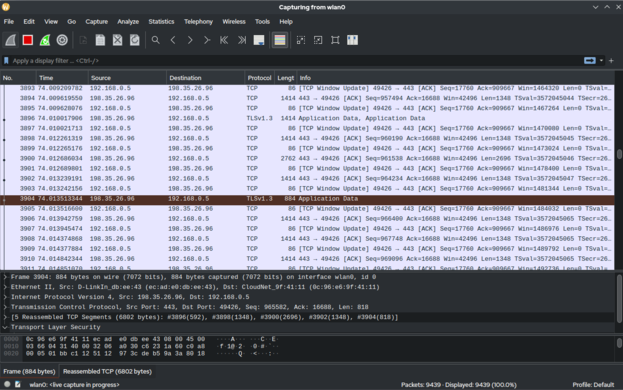 Capturing from wlan0
File Edit View Go Capture Analyze Statistics Telephony Wireless Tools Help
Apply a display filter ... <Ctrl-/>
No. Time Source Destination Protocol Lengt Info
3893 74.009209782 192.168.0.5 198.35.26.96 TCP 86 [TCP Window Update] 49426 → 443 [ACK] Seq=17760 Ack=909667 Win=1464320 Len=0 TSval=…
3894 74.009619550 198.35.26.96 192.168.0.5 TCP 1414 443 → 49426 [ACK] Seq=957494 Ack=16688 Win=42496 Len=1348 TSval=3572045044 TSecr=26…
3895 74.009628076 192.168.0.5 198.35.26.96 TCP 86 [TCP Window Update] 49426 → 443 [ACK] Seq=17760 Ack=909667 Win=1467264 Len=0 TSval=…
3896 74.010017906 198.35.26.96 192.168.0.5 TLSv1.3 1414 Application Data, Application Data
3897 74.010021713 192.168.0.5 198.35.26.96 TCP 86 [TCP Window Update] 49426 → 443 [ACK] Seq=17760 Ack=909667 Win=1470080 Len=0 TSval=…
3898 74.012261319 198.35.26.96 192.168.0.5 TCP 1414 443 → 49426 [ACK] Ack=16688 Win=42496 Len=1348 TSval=3572045045 TSecr=26…
3899 74.012265176 192.168.0.5 198.35.26.96 TCP 86 [TCP Window Update] 49426 → 443 [ACK] Seq=17760 Ack=909667 Win=1473024 Len=0 TSval=…
3900 74.012686034 198.35.26.96 192.168.0.5 TCP 2762 443 → 49426 [ACK] Seq=961538 Ack=16688 Win=42496 Len=2696 TSval=3572045046 TSecr=26…
3901 74.012689801 192.168.0.5 198.35.26.96 TCP 86 [TCP Window Update] 49426 → 443 [ACK] Seq=17760 Ack=909667 Win=1478400 Len=0 TSval=…
3902 74.013239191 198.35.26.96 192.168.0.5 TCP 1414 443 → 49426 [ACK] Seq=964234 Ack=16688 Win=42496 Len=1348 TSval=3572045047 TSecr=26…
3903 74.013242156 192.168.0.5 198.35.26.96 TCP 86 [TCP Window Update] 49426 → 443 [ACK] Seq=17760 Ack=909667 Win=1481344 Len=0 TSval=…
3904 74.013513344 198.35.26.96 192.168.0.5 TLSv1.3 884 Application Data
3905 74.013516600 192.168.0.5 198.35.26.96 TCP 86 [TCP Window Update] 49426 → 443 [ACK] Seq=17760 Ack=909667 Win=1484032 Len=0 TSval=…
3906 74.013942759 198.35.26.96 192.168.0.5 TCP 1414 443 → 49426 [ACK] Seq=966400 Ack=16688 Win=42496 Len=1348 TSval=3572045065 TSecr=26…
3907 74.013945474 192.168.0.5 198.35.26.96 TCP 86 [TCP Window Update] 49426 → 443 [ACK] Seq=17760 Ack=909667 Win=1486976 Len=0 TSval=…
3908 74.014374860 198.35.26.96 192.168.0.5 TCP 1414 443 → 49426 [ACK] Seq=967748 Ack=16688 Win=42496 Len=1348 TSval=3572045065 TSecr=26…
3909 74.014377884 192.168.0.5 198.35.26.96 TCP 86 [TCP Window Update] 49426 → 443 [ACK] Seq=17760 Ack=909667 Win=1489792 Len=0 TSval=…
3910 74.014842344 198.35.26.96 192.168.0.5 TCP 1414 443 → 49426 [ACK] Seq=969096 Ack=16688 Win=42496 Len=1348 TSval=3572045065 TSecr=26…
Frame 3904: 884 bytes on wire (7072 bits), 884 bytes captured (7072 bits) on interface wlan0, id 0
Ethernet II, Src: D-LinkIn_db:ee:43 (ec:ad:e0:db:ee:43), Dst: CloudNet_9f:41:11 (0c:96:e6:9f:41:11)
Internet Protocol Version 4, Src: 198.35.26.96, Dst: 192.168.0.5
Transmission Control Protocol, Src Port: 443, Dst Port: 49426, Seq: 965582, Ack: 16688, Len: 818
[5 Reassembled TCP Segments (6802 bytes): #3896(592), #3898(1348), #3900(2696), #3902(1348), #3904(818)]
Transport Layer Security
0000 0c 96 e6 9f 41 11 ec ad e0 db ee 43 08 00 45 00 ····A··· ···C··E·
0010 03 66 04 31 40 00 32 06 a0 30 c6 23 1a 60 c0 a8 ·f·1@·2· ·0·#·`··
0020 00 05 01 bb c1 12 51 12 97 3c de b5 9a 3a 80 18 ······Q· ·<···:··
Frame (884 bytes) Reassembled TCP (6802 bytes)
wlan0: <live capture in progress> Packets: 9439 · Displayed: 9439 (100.0%) Profile: Default